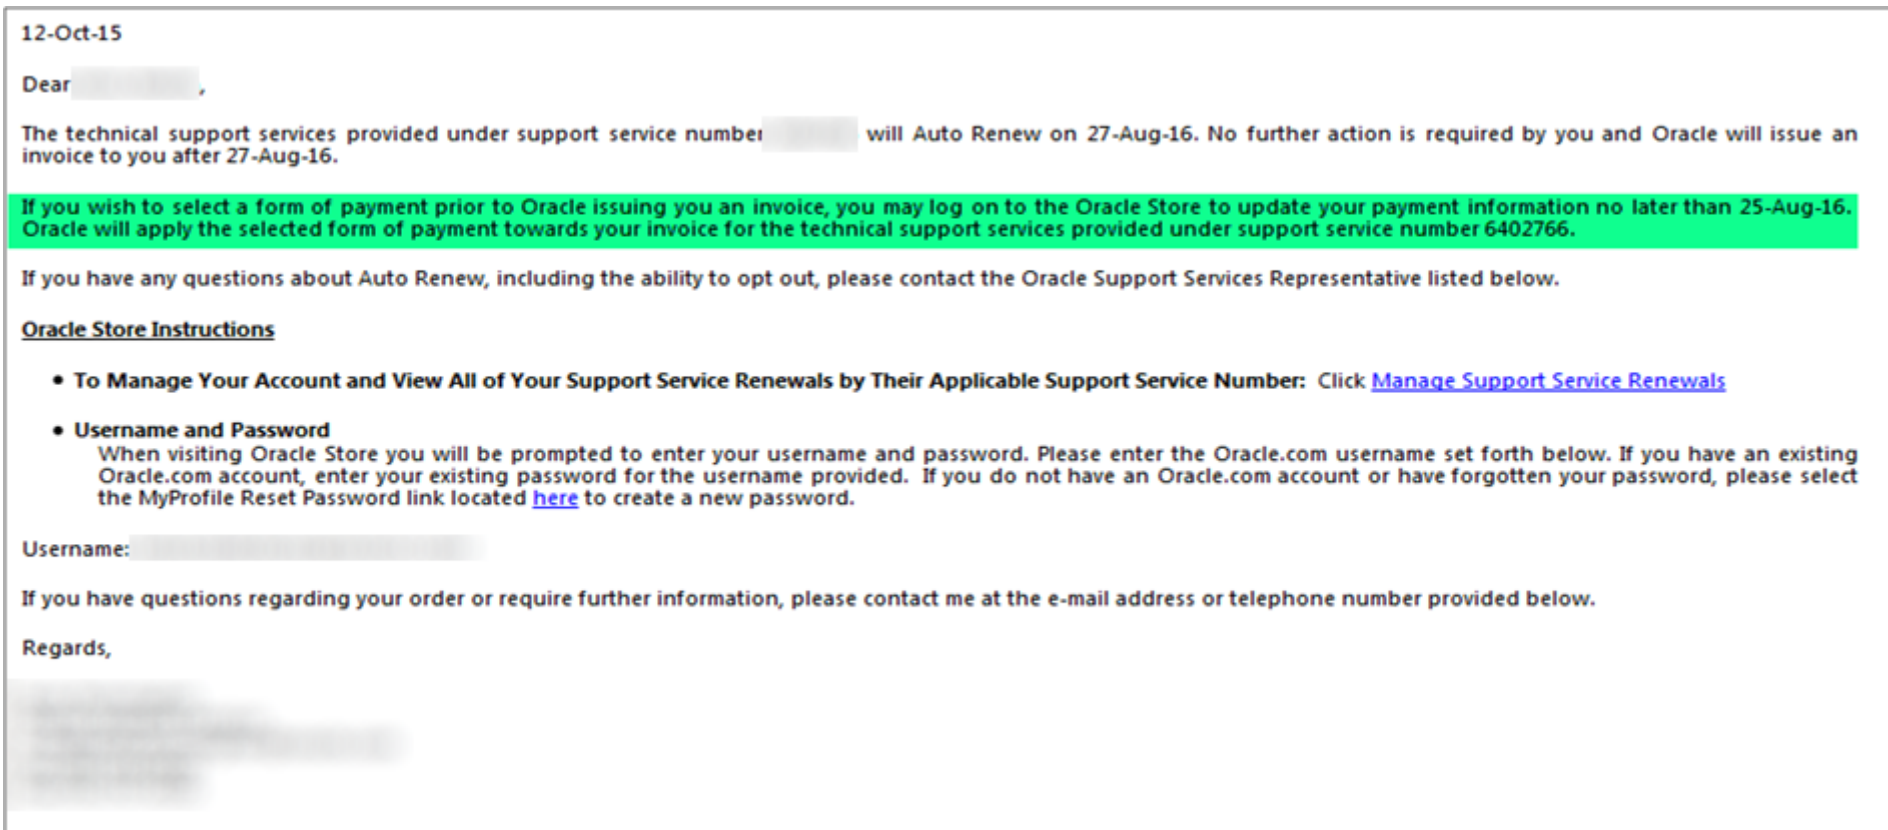 12-Oct-15
Dear ,
The technical support services provided under support service number will Auto Renew on 27-Aug-16. No further action is required by you and Oracle will issue an
invoice to you after 27-Aug-16.
If you wish to select a form of payment prior to Oracle issuing you an invoice, you may log on to the Oracle Store to update your payment information no later than 25-Aug-16.
Oracle will apply the selected form of payment towards your invoice for the technical support services provided under support service number 6402766.
If you have any questions about Auto Renew, including the ability to opt out, please contact the Oracle Support Services Representative listed below.
Oracle Store Instructions
• To Manage Your Account and View All of Your Support Service Renewals by Their Applicable Support Service Number: Click Manage Support Service Renewals
• Username and Password
When visiting Oracle Store you will be prompted to enter your username and password. Please enter the Oracle.com username set forth below. If you have an existing
Oracle.com account, enter your existing password for the username provided. If you do not have an Oracle.com account or have forgotten your password, please select
the MyProfile Reset Password link located here to create a new password.
Username:
If you have questions regarding your order or require further information, please contact me at the e-mail address or telephone number provided below.
Regards,